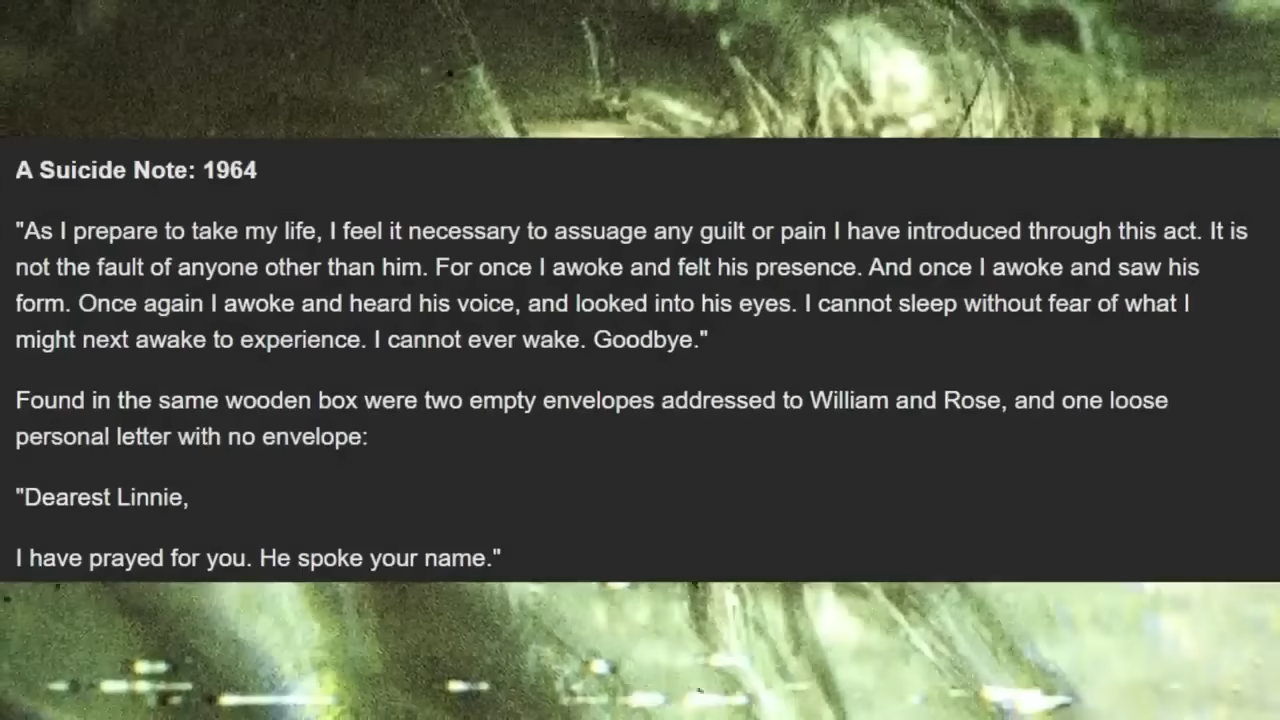 A Suicide Note: 1964
"As I prepare to take my life, I feel it necessary to assuage any guilt or pain I have introduced through this act. It is
not the fault of anyone other than him. For once I awoke and felt his presence. And once I awoke and saw his
form. Once again I awoke and heard his voice, and looked into his eyes. I cannot sleep without fear of what I
might next awake to experience. I cannot ever wake. Goodbye."
Found in the same wooden box were two empty envelopes addressed to William and Rose, and one loose
personal letter with no envelope:
"Dearest Linnie,
I have prayed for you. He spoke your name."